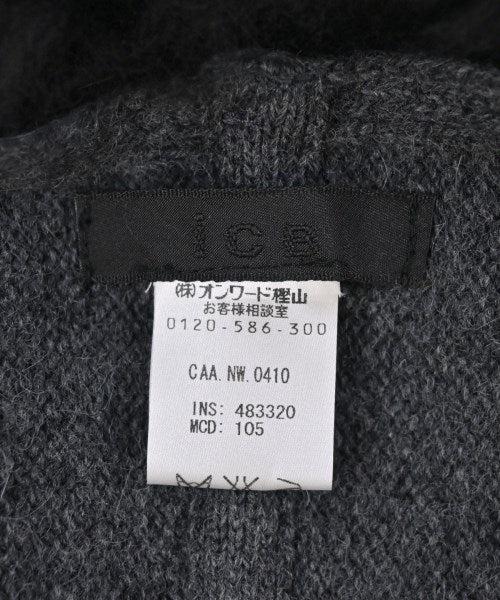 iCB
(株)オンワード樫山
お客様相談室
0120-586-300
CAA.NW.0410
INS: 483320
MCD: 105